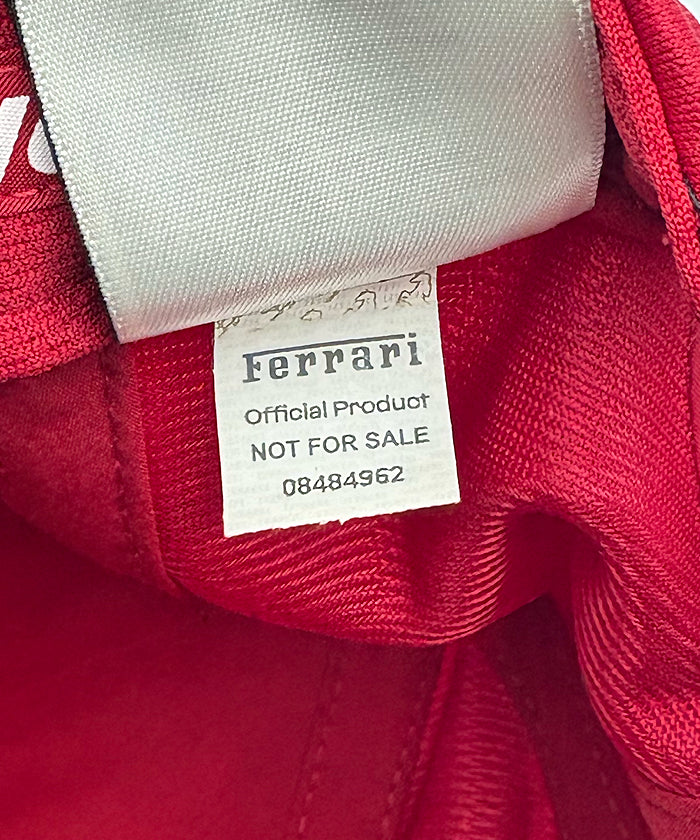 Ferrari
Official Product
NOT FOR SALE
08484962